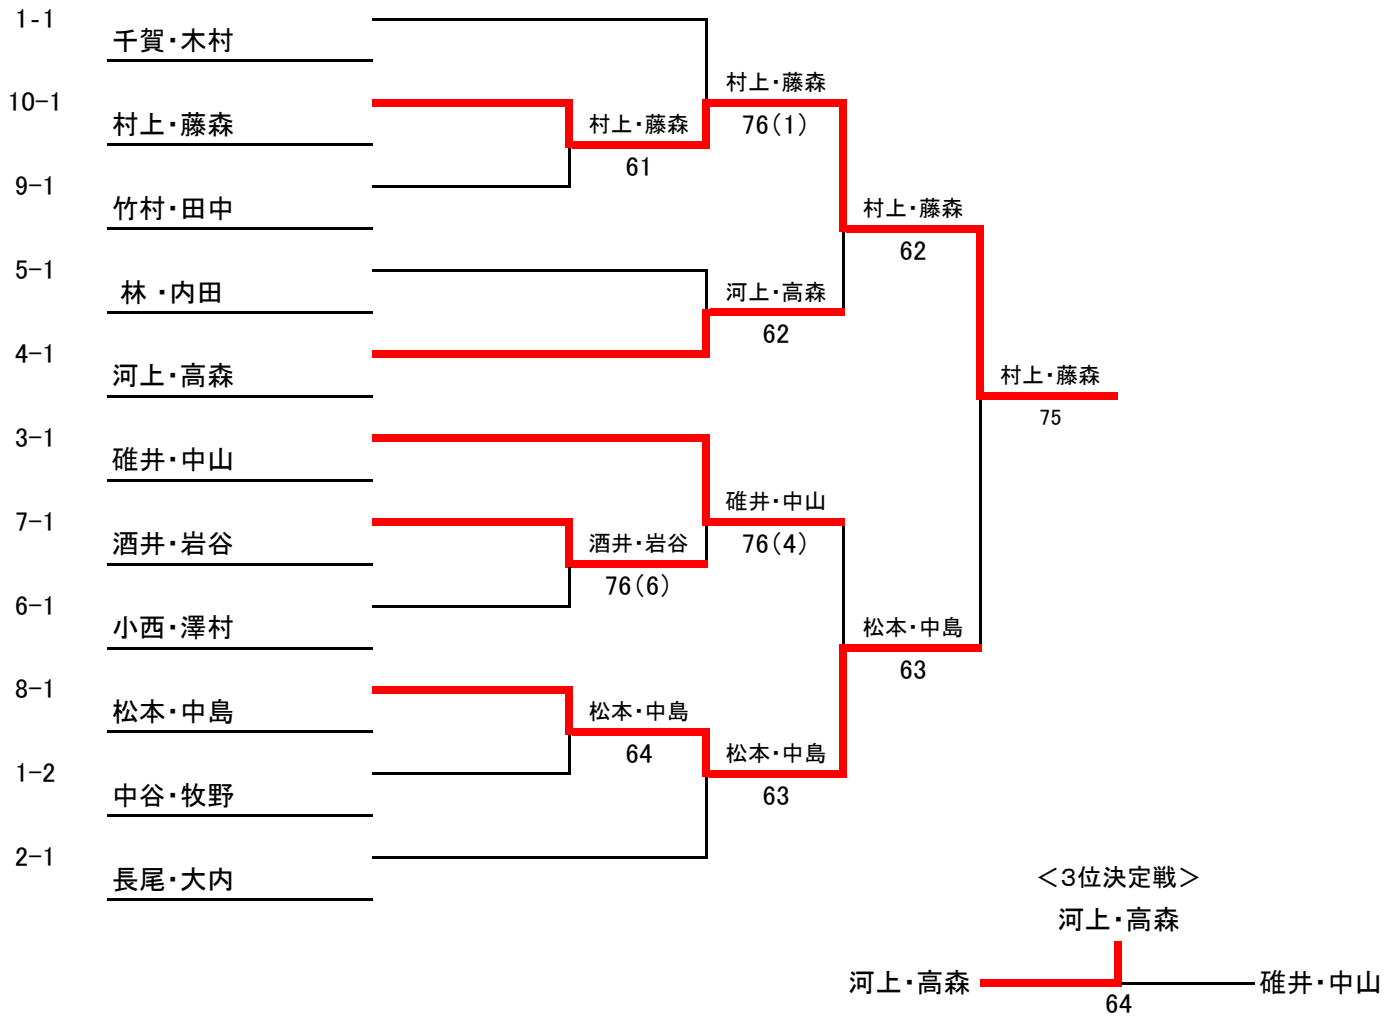 1-1
千賀・木村
10-1
村上・藤森
9-1
竹村・田中
5-1
林 ・内田
4-1
河上・高森
3-1
碓井・中山
7-1
酒井・岩谷
6-1
小西・澤村
8-1
松本・中島
1-2
中谷・牧野
2-1
長尾・大内
村上・藤森
61
酒井・岩谷
76(6)
松本・中島
64
村上・藤森
76(1)
河上・高森
62
碓井・中山
76(4)
松本・中島
63
村上・藤森
62
松本・中島
63
村上・藤森
75
＜3位決定戦＞
河上・高森
河上・高森
碓井・中山
64